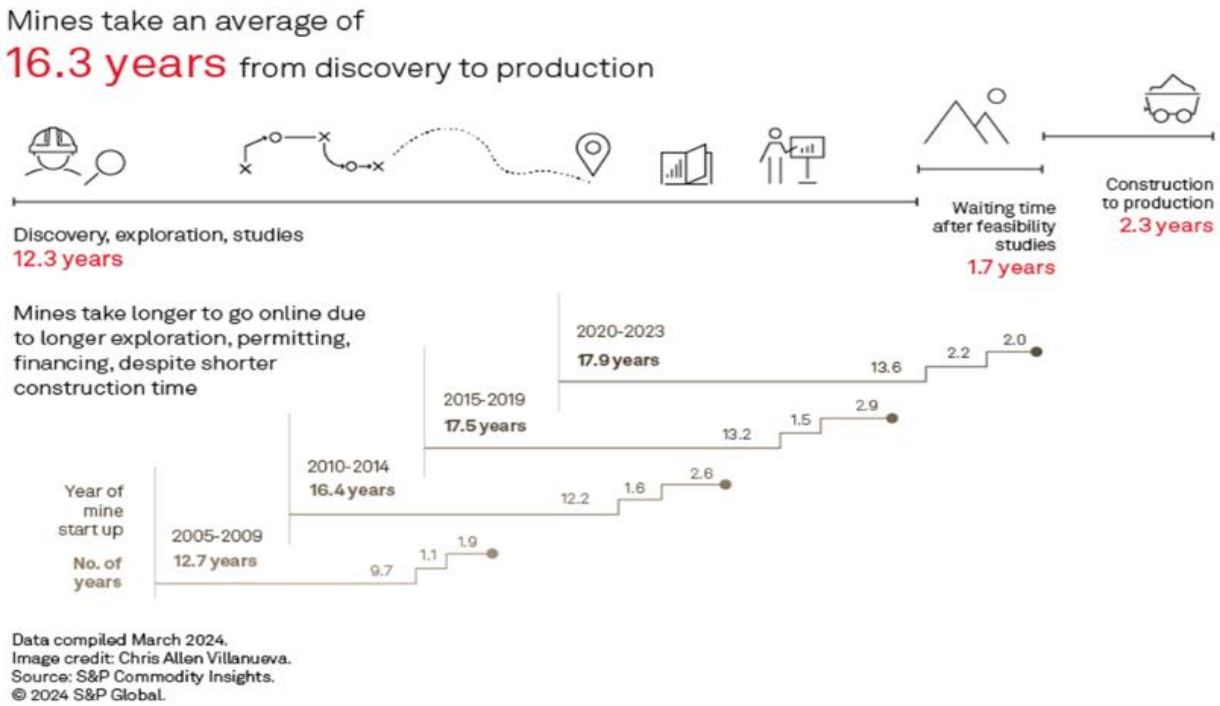 Mines take an average of
16.3 years from discovery to production
Discovery, exploration, studies
12.3 years
Waiting time
after feasibility
studies
1.7 years
Construction
to production
2.3 years
Mines take longer to go online due
to longer exploration, permitting,
financing, despite shorter
construction time
2020-2023
17.9 years
13.6
2.2
2.0
2015-2019
17.5 years
13.2
1.5
2.9
2010-2014
16.4 years
12.2
1.6
2.6
Year of
mine
start up
No. of
years
2005-2009
12.7 years
9.7
1.1
1.9
Data compiled March 2024.
Image credit: Chris Allen Villanueva.
Source: S&P Commodity Insights.
© 2024 S&P Global.